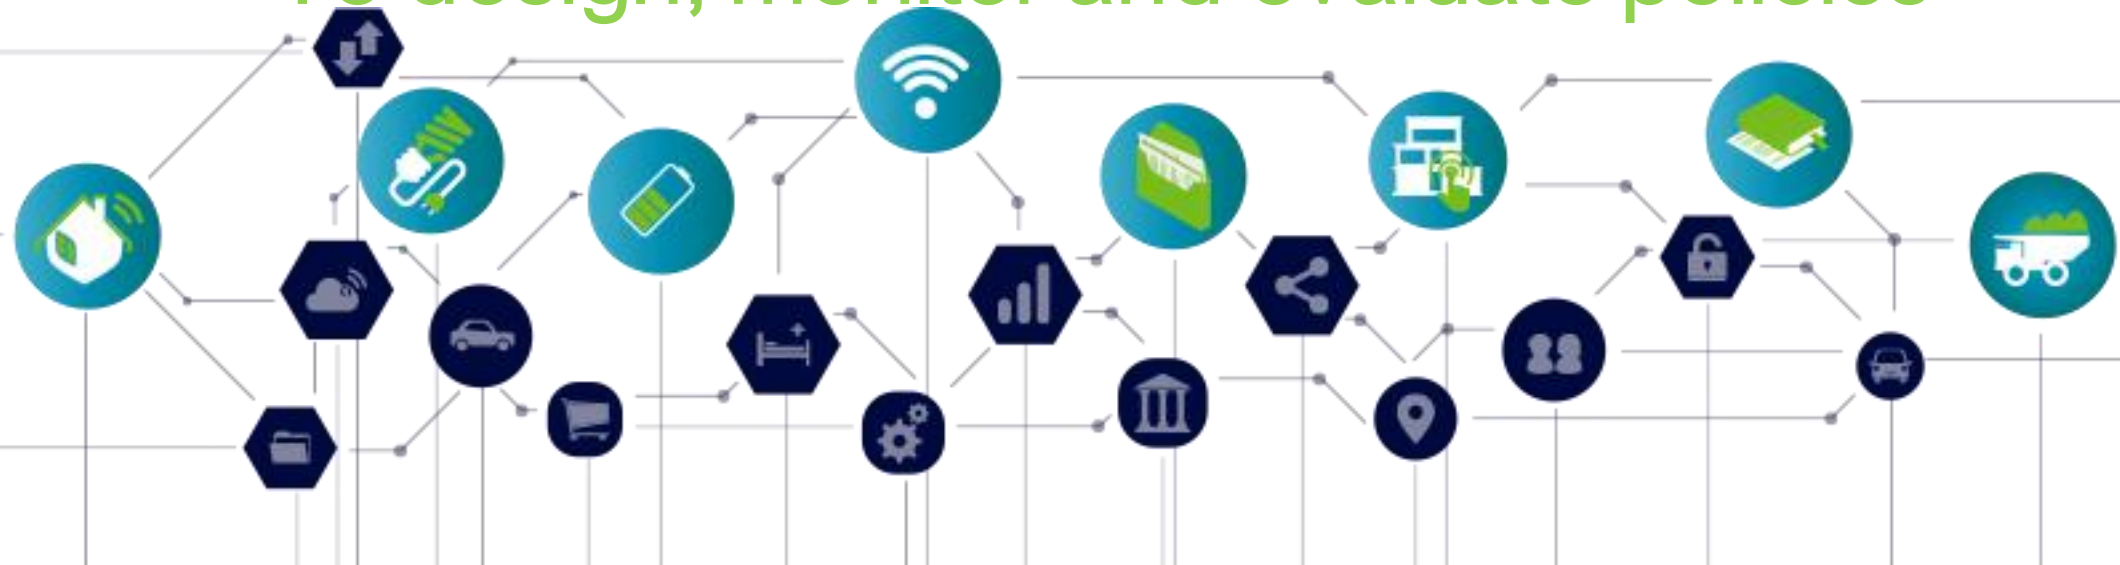 To design, monitor and evaluate policies